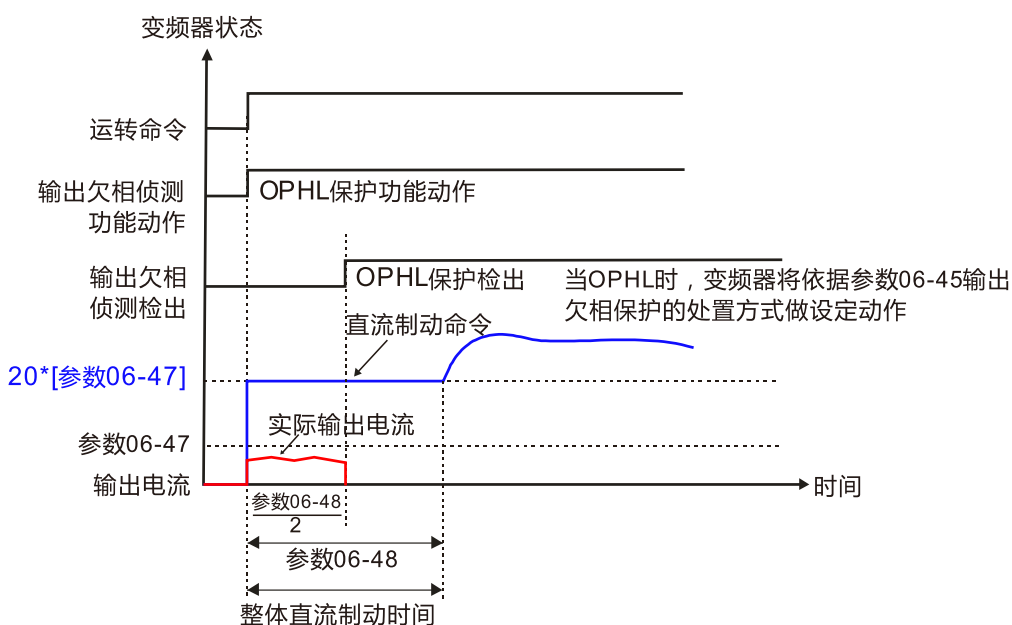 变频器状态
运转命令
输出欠相侦测
功能动作
OPHL保护功能动作
输出欠相
侦测检出
OPHL保护检出
当OPHL时，变频器将依据参数06-45输出
欠相保护的处置方式做设定动作
直流制动命令
20*[参数06-47]
实际输出电流
参数06-47
输出电流
时间
参数06-48
2
参数06-48
整体直流制动时间